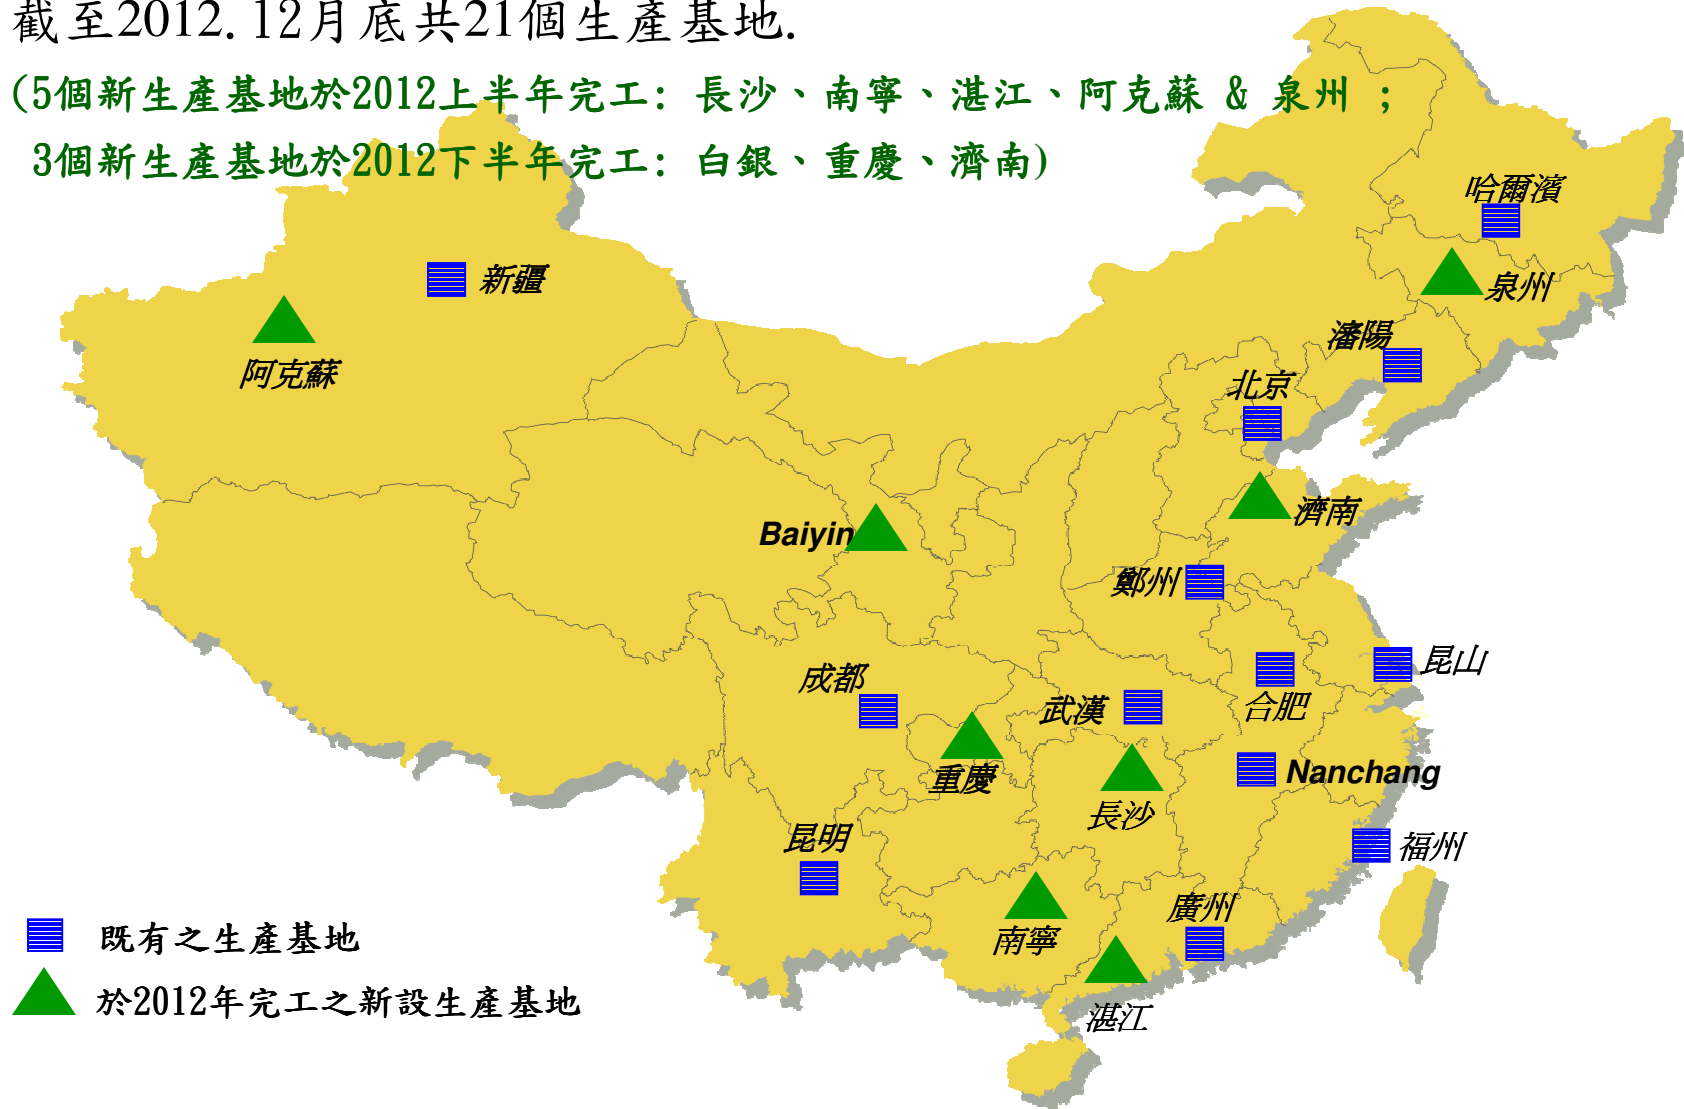 截至2012.12月底共21個生產基地.
(5個新生產基地於2012上半年完工: 長沙、南寧、湛江、阿克蘇 & 泉州 ;
3個新生產基地於2012下半年完工: 白銀、重慶、濟南)
哈爾濱
新疆
泉州
瀋陽
阿克蘇
北京
濟南
Baiyin
鄭州
昆山
成都
武漢
合肥
重慶
Nanchang
長沙
昆明
福州
廣州
南寧
湛江
既有之生產基地
於2012年完工之新設生產基地